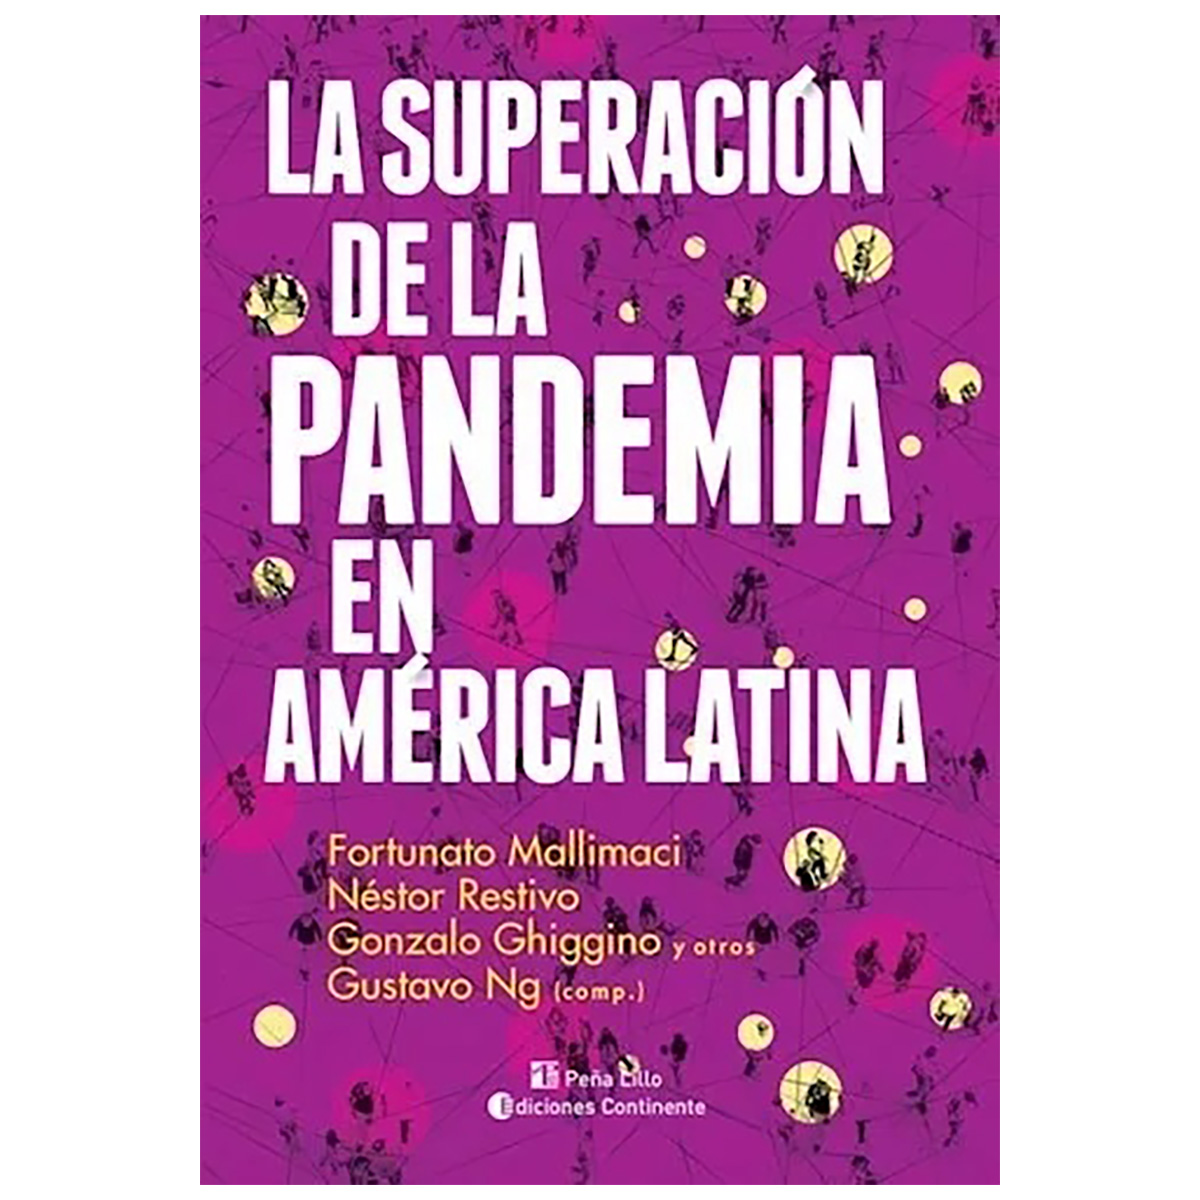 LA SUPERACIÓN
DE LA
PANDEMIA
EN
AMÉRICA LATINA
Fortunato Mallimaci
Néstor Restivo
Gonzalo Ghiggino y otros
Gustavo Ng (comp.)
Peña Lillo
Ediciones Continente